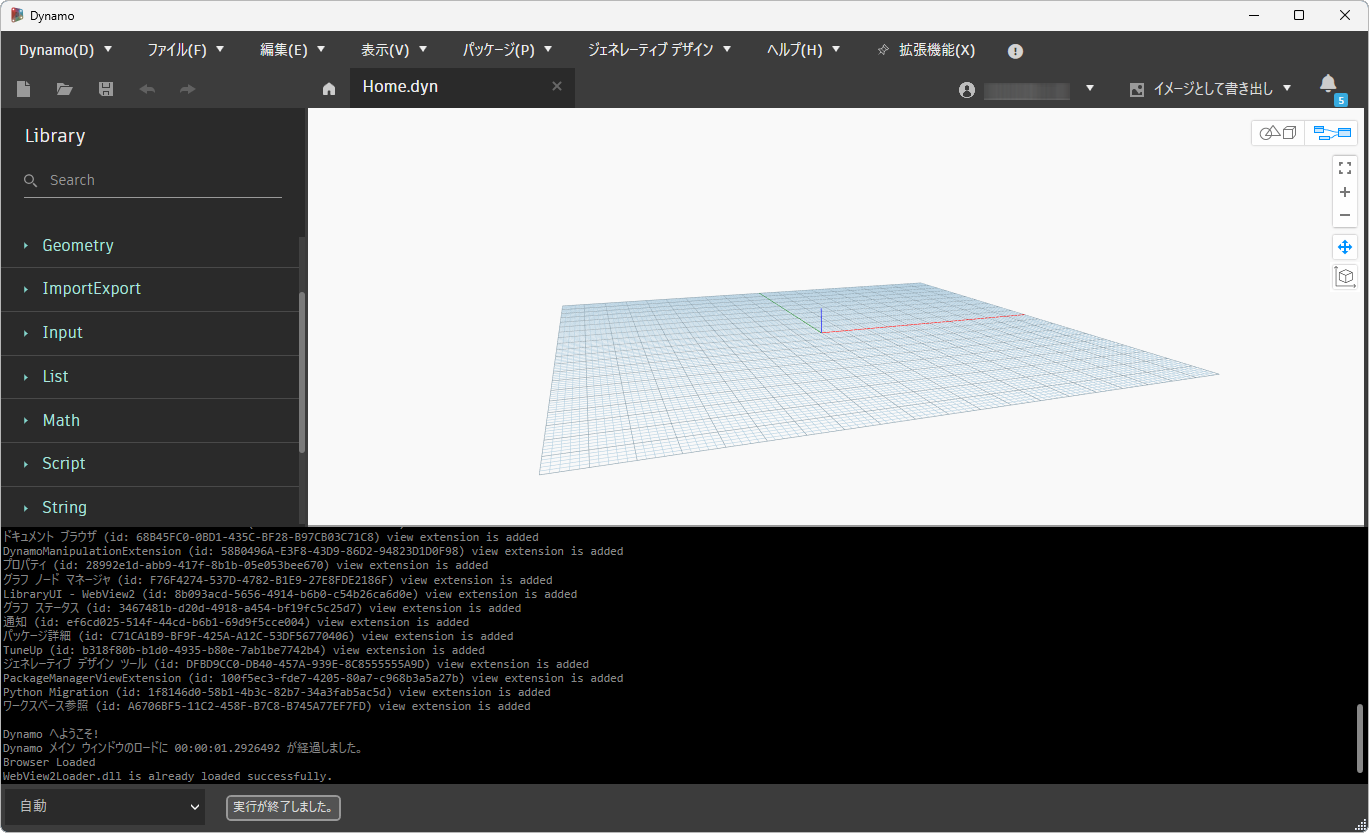 Dynamo
Dynamo(D) ファイル(F) 編集(E) 表示(V) パッケージ(P) ジェネレーティブ デザイン ヘルプ(H) 拡張機能(X)
Home.dyn イメージとして書き出し 5
Library
Search
Geometry
ImportExport
Input
List
Math
Script
String
ドキュメント ブラウザ (id: 68B45FC0-0BD1-435C-BF28-B97CB03C71C8) view extension is added
DynamoManipulationExtension (id: 58B0496A-E3F8-43D9-86D2-94823D1D0F98) view extension is added
プロパティ (id: 28992e1d-abb9-417f-8b1b-05e053bee670) view extension is added
グラフ ノード マネージャ (id: F76F4274-537D-4782-B1E9-27E8FDE2186F) view extension is added
LibraryUI - WebView2 (id: 8b093acd-5656-4914-b6b0-c54b26ca6d0e) view extension is added
グラフ ステータス (id: 3467481b-d20d-4918-a454-bf19fc5c25d7) view extension is added
通知 (id: ef6cd025-514f-44cd-b6b1-69d9f5cce004) view extension is added
パッケージ詳細 (id: C71CA1B9-BF9F-425A-A12C-53DF56770406) view extension is added
TuneUp (id: b318f80b-b1d0-4935-b80e-7ab1be7742b4) view extension is added
ジェネレーティブ デザイン ツール (id: DFBD9CC0-DB40-457A-939E-8C8555555A9D) view extension is added
PackageManagerViewExtension (id: 100f5ec3-fde7-4205-80a7-c968b3a5a27b) view extension is added
Python Migration (id: 1f8146d0-58b1-4b3c-82b7-34a3fab5ac5d) view extension is added
ワークスペース参照 (id: A6706BF5-11C2-458F-B7C8-B745A77EF7FD) view extension is added
Dynamo へようこそ!
Dynamo メイン ウィンドウのロードに 00:00:01.2926492 が経過しました。
Browser Loaded
WebView2Loader.dll is already loaded successfully.
自動 実行が終了しました。